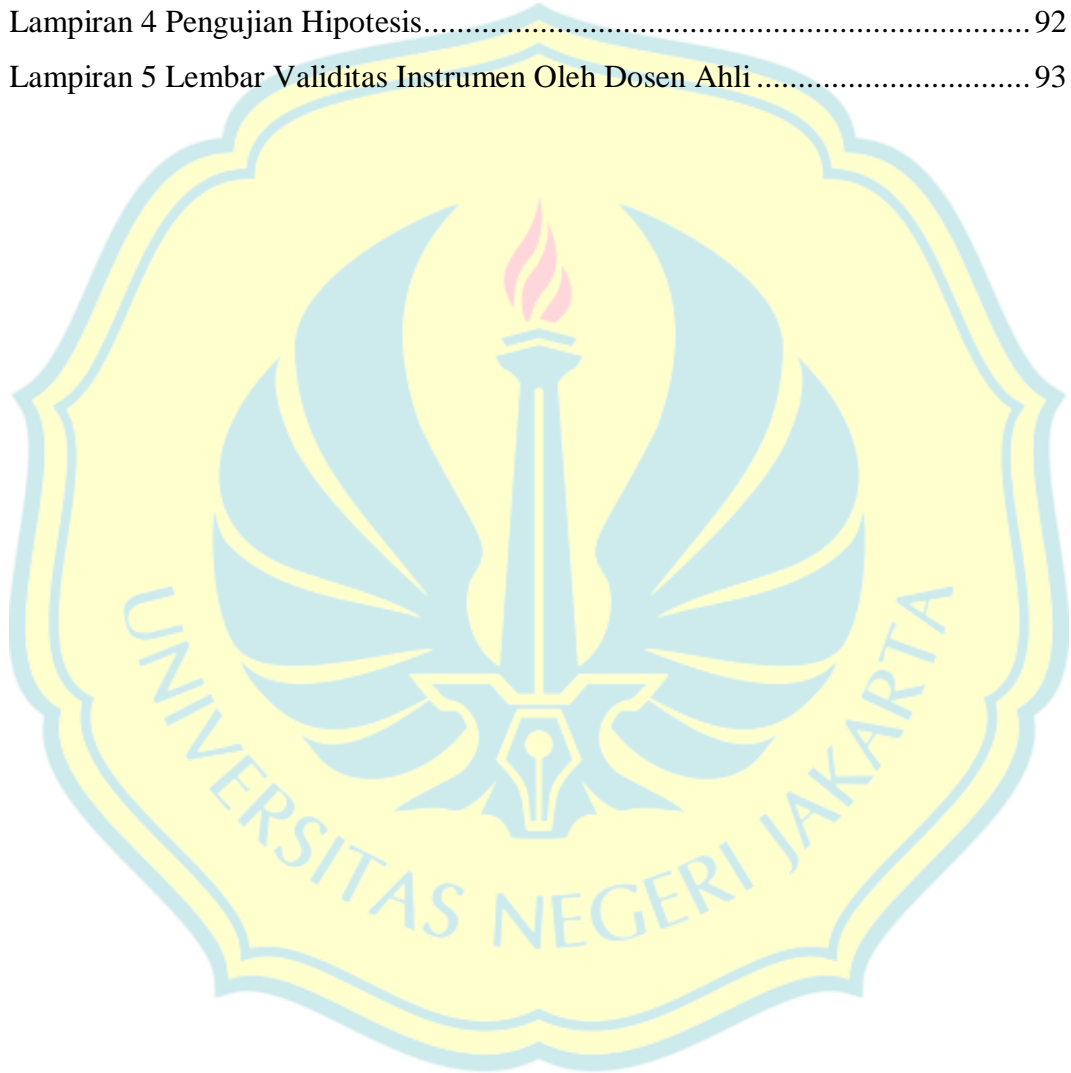 Lampiran 4 Pengujian Hipotesis.......................................................................... 92
Lampiran 5 Lembar Validitas Instrumen Oleh Dosen Ahli ................................. 93
UNIVERSITAS NEGERI JAKARTA